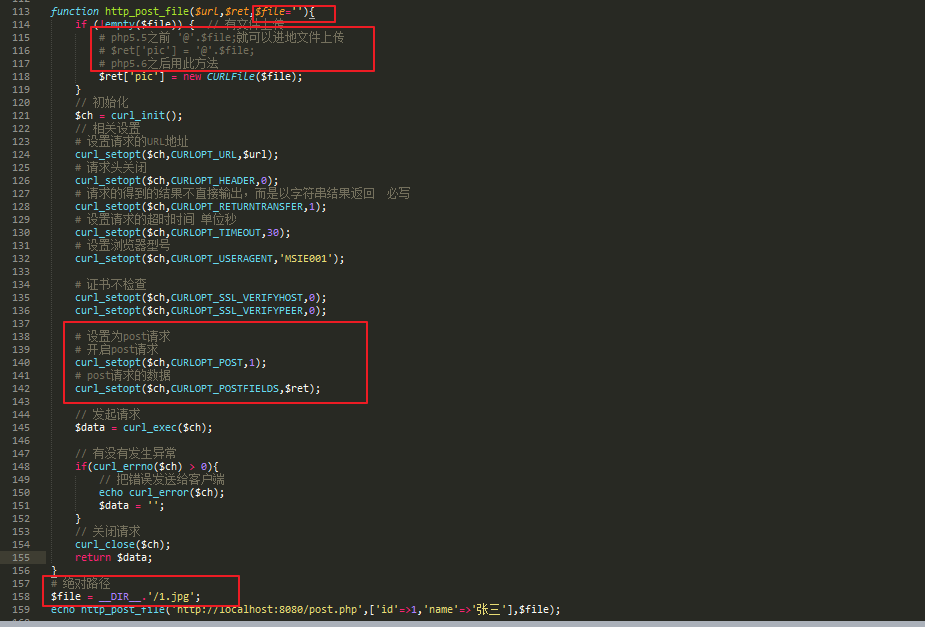 113 function http_post_file($url,$ret,$file=''){
114 if (!empty($file)) { // 有文件上传
115 # php5.5之前 '@'.$file;就可以进地文件上传
116 # $ret['pic'] = '@'.$file;
117 # php5.6之后用此方法
118 $ret['pic'] = new CURLFile($file);
119 }
120 // 初始化
121 $ch = curl_init();
122 // 相关设置
123 # 设置请求的URL地址
124 curl_setopt($ch,CURLOPT_URL,$url);
125 # 请求头关闭
126 curl_setopt($ch,CURLOPT_HEADER,0);
127 # 请求的得到的结果不直接输出，而是以字符串结果返回 必写
128 curl_setopt($ch,CURLOPT_RETURNTRANSFER,1);
129 # 设置请求的超时时间 单位秒
130 curl_setopt($ch,CURLOPT_TIMEOUT,30);
131 # 设置浏览器型号
132 curl_setopt($ch,CURLOPT_USERAGENT,'MSIE001');
133
134 # 证书不检查
135 curl_setopt($ch,CURLOPT_SSL_VERIFYHOST,0);
136 curl_setopt($ch,CURLOPT_SSL_VERIFYPEER,0);
137
138 # 设置为post请求
139 # 开启post请求
140 curl_setopt($ch,CURLOPT_POST,1);
141 # post请求的数据
142 curl_setopt($ch,CURLOPT_POSTFIELDS,$ret);
143
144 // 发起请求
145 $data = curl_exec($ch);
146
147 // 有没有发生异常
148 if(curl_errno($ch) > 0){
149 // 把错误发送给客户端
150 echo curl_error($ch);
151 $data = '';
152 }
153 // 关闭请求
154 curl_close($ch);
155 return $data;
156 }
157 # 绝对路径
158 $file = __DIR__.'/1.jpg';
159 echo http_post_file('http://localhost:8080/post.php',['id'=>1,'name'=>'张三'],$file);